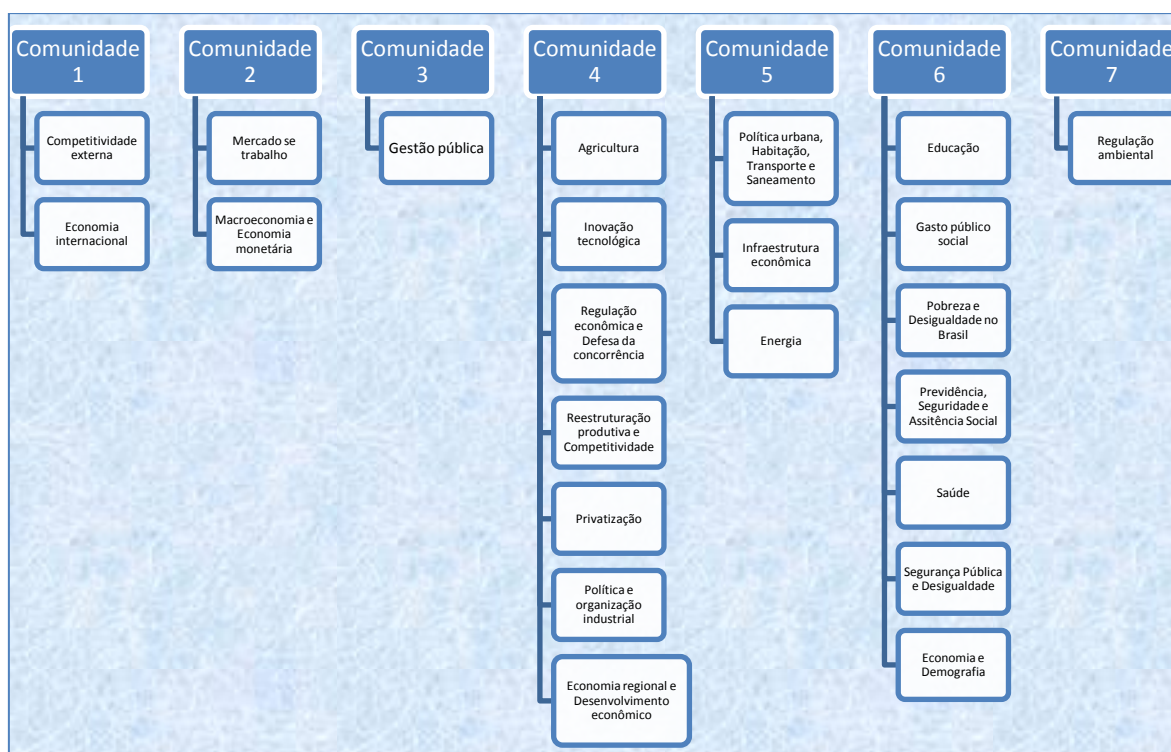 Comunidade
1
Competitividade
externa
Economia
internacional
Comunidade
2
Mercado se
trabalho
Macroeconomia e
Economia
monetária
Comunidade
3
Gestão pública
Comunidade
4
Agricultura
Inovação
tecnológica
Regulação
econômica e
Defesa da
concorrência
Reestruturação
produtiva e
Competitividade
Privatização
Política e
organização
industrial
Economia regional e
Desenvolvimento
econômico
Comunidade
5
Política urbana,
Habitação,
Transporte e
Saneamento
Infraestrutura
econômica
Energia
Comunidade
6
Educação
Gasto público
social
Pobreza e
Desigualdade no
Brasil
Previdência,
Seguridade e
Assitência Social
Saúde
Segurança Pública
e Desigualdade
Economia e
Demografia
Comunidade
7
Regulação
ambiental